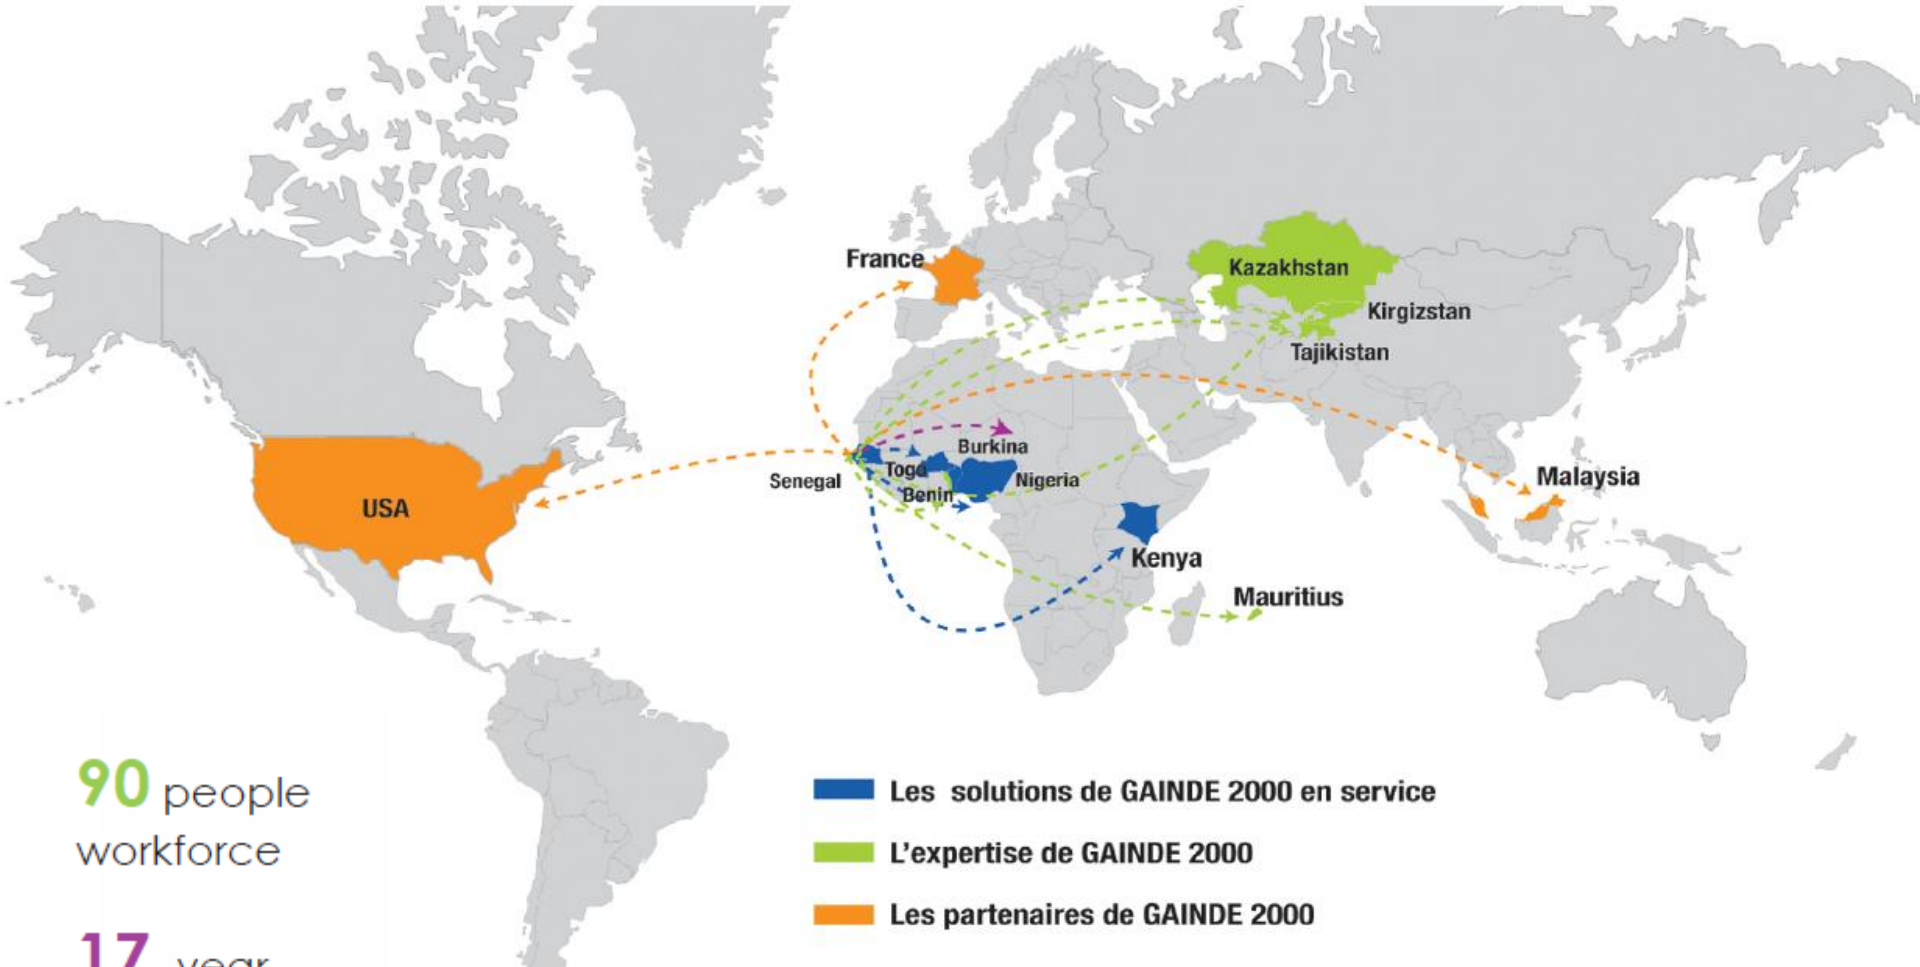 France
Kazakhstan
Kirgizstan
Tajikistan
Burkina
Togo
Senegal
Nigeria
Benin
Malaysia
USA
Kenya
Mauritius
90 people
workforce
17 year
Les solutions de GAINDE 2000 en service
L'expertise de GAINDE 2000
Les partenaires de GAINDE 2000